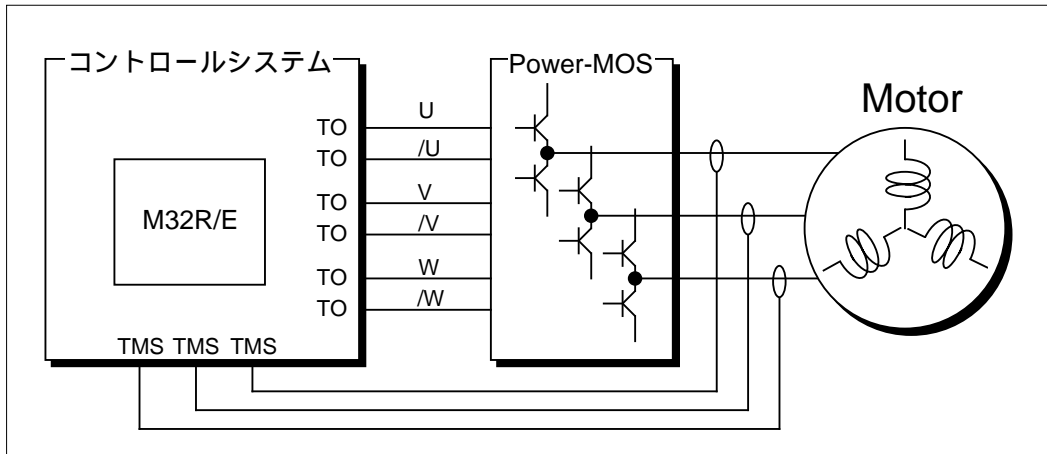 コントロールシステム
Power-MOS
Motor
M32R/E
TO
TO
TO
TO
TO
TO
U
/U
V
/V
W
/W
TMS TMS TMS